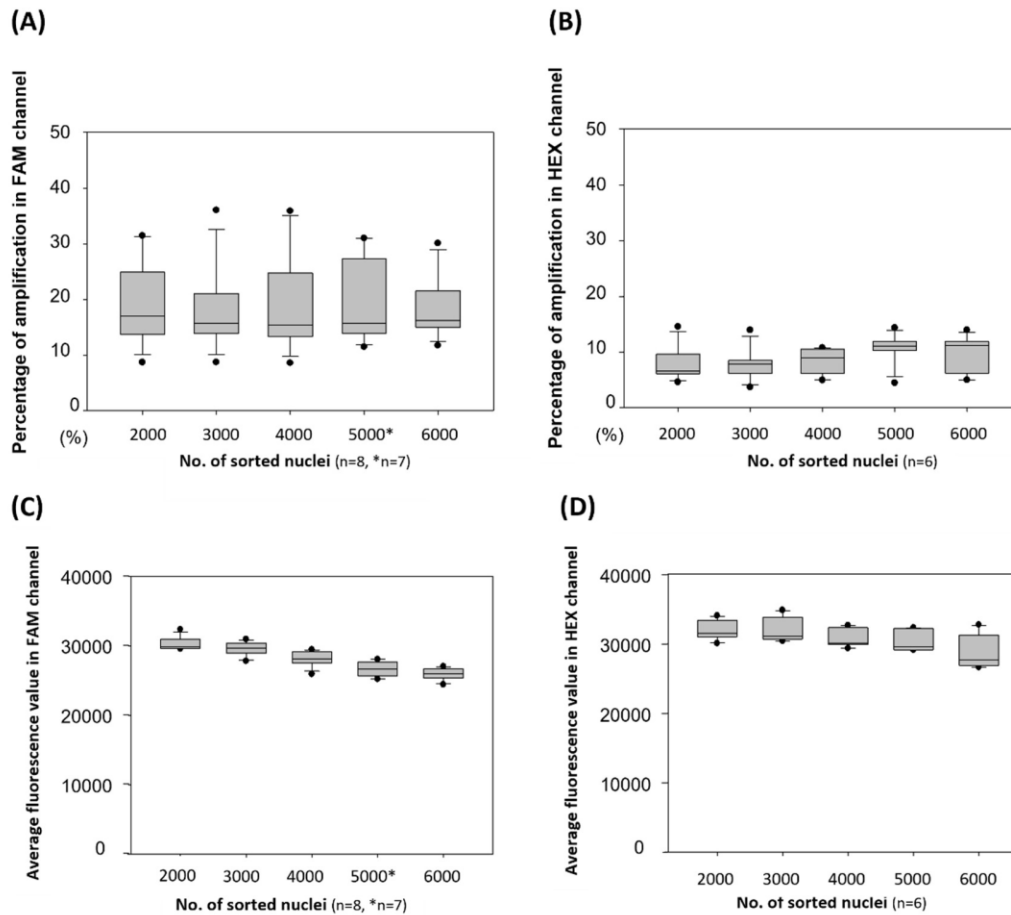 (A)
Percentage of amplification in FAM channel
50
40
30
20
10
0
(%)
2000 3000 4000 5000* 6000
No. of sorted nuclei (n=8, *n=7)
(B)
Percentage of amplification in HEX channel
50
40
30
20
10
0
(%)
2000 3000 4000 5000 6000
No. of sorted nuclei (n=6)
(C)
Average fluorescence value in FAM channel
40000
30000
20000
10000
0
2000 3000 4000 5000* 6000
No. of sorted nuclei (n=8, *n=7)
(D)
Average fluorescence value in HEX channel
40000
30000
20000
10000
0
2000 3000 4000 5000 6000
No. of sorted nuclei (n=6)